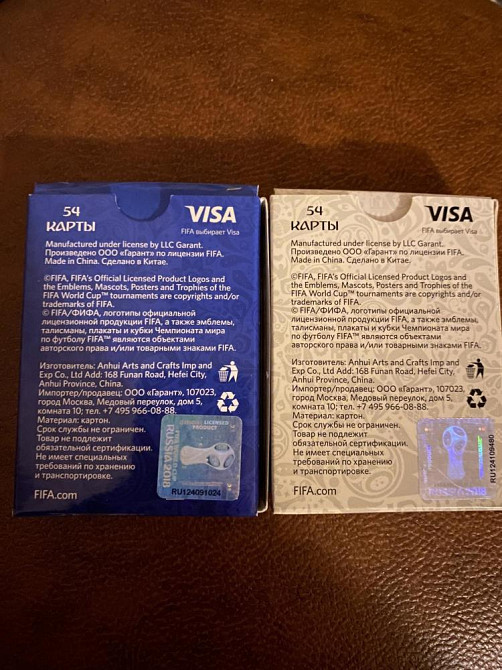 54
КАРТЫ
VISA
FIFA выбирает Visa
Manufactured under license by LLC Garant.
Произведено ООО «Гарант» по лицензии FIFA.
Made in China. Сделано в Китае.
©FIFA, FIFA's Official Licensed Product Logos and
the Emblems, Mascots, Posters and Trophies of the
FIFA World Cup™ tournaments are copyrights and/or
trademarks of FIFA.
© FIFA/ФИФА, логотипы официальной
лицензионной продукции FIFA, а также эмблемы,
талисманы, плакаты и кубки Чемпионата мира
по футболу FIFA™ являются объектами
авторского права и/или товарными знаками FIFA.
Изготовитель: Anhui Arts and Crafts Imp and
Exp Co., Ltd Add: 168 Funan Road, Hefei City,
Anhui Province, China.
Импортер/продавец: ООО «Гарант», 107023,
город Москва, Медовый переулок, дом 5,
комната 10; тел. +7 495 966-08-88.
Материал: картон.
Срок службы не ограничен.
Товар не подлежит
обязательной сертификации.
Не имеет специальных
требований по хранению
и транспортировке.
FIFA.com
LICENSED
PRODUCT
RUSSIA 2018
RU124091024
54
КАРТЫ
VISA
FIFA выбирает Visa
Manufactured under license by LLC Garant.
Произведено ООО «Гарант» по лицензии FIFA.
Made in China. Сделано в Китае.
©FIFA, FIFA's Official Licensed Product Logos and
the Emblems, Mascots, Posters and Trophies of the
FIFA World Cup™ tournaments are copyrights and/or
trademarks of FIFA.
© FIFA/ФИФА, логотипы официальной
лицензионной продукции FIFA, а также эмблемы,
талисманы, плакаты и кубки Чемпионата мира
по футболу FIFA™ являются объектами
авторского права и/или товарными знаками FIFA.
Изготовитель: Anhui Arts and Crafts Imp and
Exp Co., Ltd Add: 168 Funan Road, Hefei City,
Anhui Province, China.
Импортер/продавец: ООО «Гарант», 107023,
город Москва, Медовый переулок, дом 5,
комната 10; тел. +7 495 966-08-88.
Материал: картон.
Срок службы не ограничен.
Товар не подлежит
обязательной сертификации.
Не имеет специальных
требований по хранению
и транспортировке.
FIFA.com
RUSSIA 2018
RU124109480